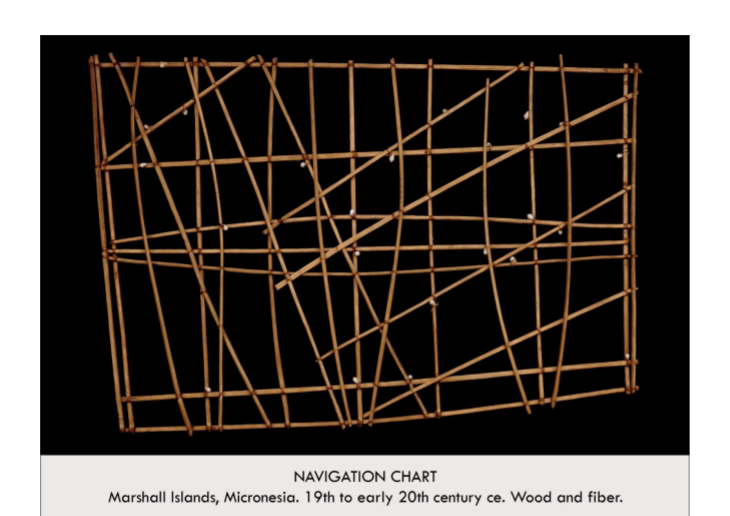 NAVIGATION CHART
Marshall Islands, Micronesia. 19th to early 20th century ce. Wood and fiber.